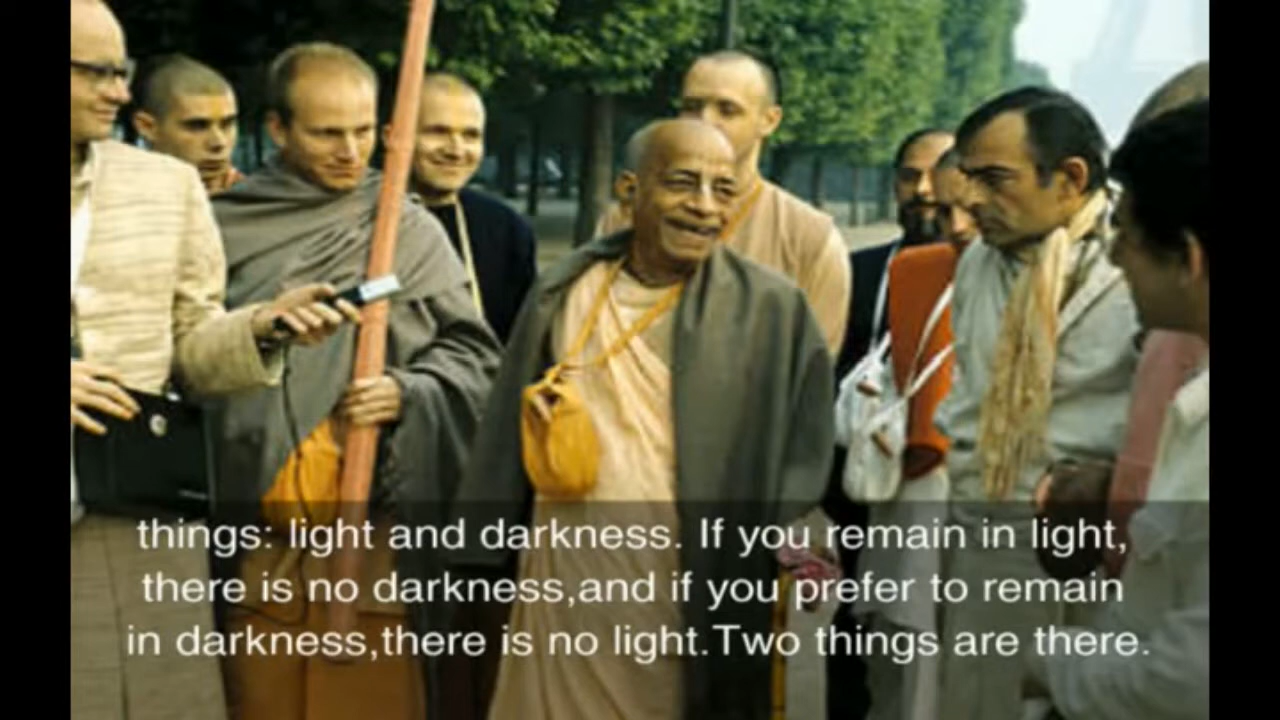 things: light and darkness. If you remain in light,
there is no darkness,and if you prefer to remain
in darkness,there is no light.Two things are there.